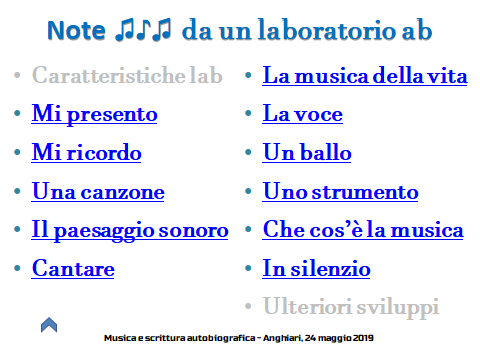 Note ♫♪♫ da un laboratorio ab
• Caratteristiche lab
• Mi presento
• Mi ricordo
• Una canzone
• Il paesaggio sonoro
• Cantare
• La musica della vita
• La voce
• Un ballo
• Uno strumento
• Che cos’è la musica
• In silenzio
• Ulteriori sviluppi
Musica e scrittura autobiografica – Anghiari, 24 maggio 2019